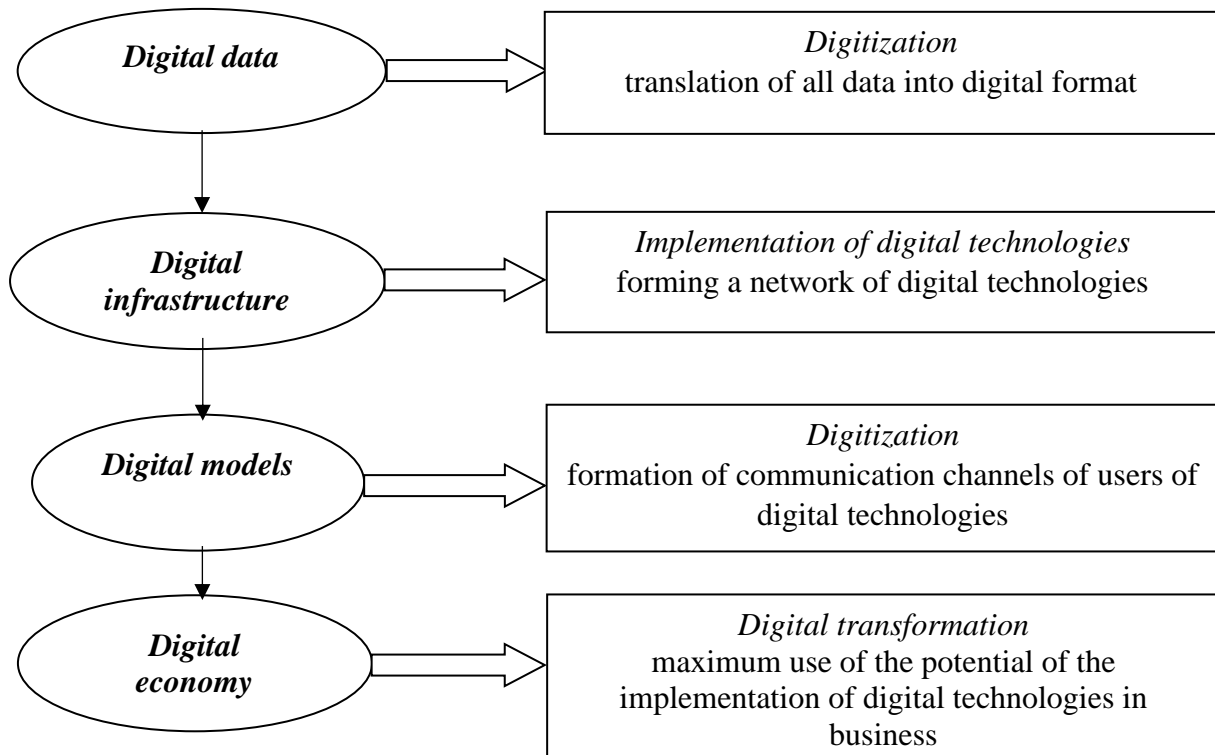 Digital data
Digitization
translation of all data into digital format
Digital
infrastructure
Implementation of digital technologies
forming a network of digital technologies
Digital models
Digitization
formation of communication channels of users of
digital technologies
Digital
economy
Digital transformation
maximum use of the potential of the
implementation of digital technologies in
business